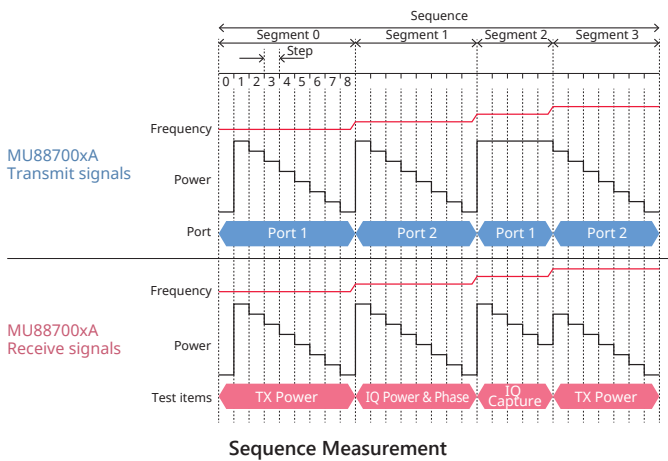 Sequence
Segment 0 Segment 1 Segment 2 Segment 3
Step
0 1 2 3 4 5 6 7 8
Frequency
MU88700xA
Transmit signals
Power
Port Port 1 Port 2 Port 1 Port 2
Frequency
MU88700xA
Receive signals
Power
Test items TX Power IQ Power & Phase IQ Capture TX Power
Sequence Measurement